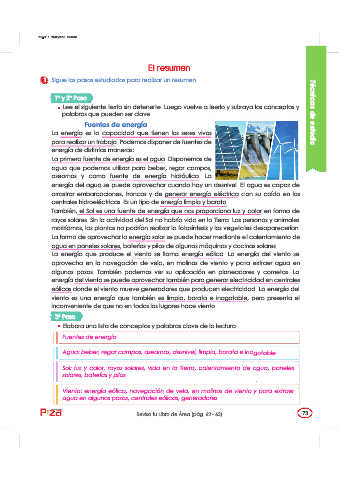 El resumen
1 Sigue los pasos estudiados para realizar un resumen.
1º y 2º Paso
• Lee el siguiente texto sin detenerte. Luego vuelve a leerlo y subraya los conceptos y
palabras que pueden ser clave.
Fuentes de energía
La energía es la capacidad que tienen los seres vivos
para realizar un trabajo. Podemos disponer de fuentes de
energía de distintas maneras:
La primera fuente de energía es el agua. Disponemos de
agua que podemos utilizar para beber, regar campos,
asearnos y como fuente de energía hidráulica. La
energía del agua se puede aprovechar cuando hay un desnivel. El agua es capaz de
arrastrar embarcaciones, troncos y de generar energía eléctrica con su caída en las
centrales hidroeléctricas. Es un tipo de energía limpia y barata.
También, el Sol es una fuente de energía que nos proporciona luz y calor en forma de
rayos solares. Sin la actividad del Sol no habría vida en la Tierra. Las personas y animales
moriríamos, las plantas no podrían realizar la fotosíntesis y los vegetales desaparecerían.
La forma de aprovechar la energía solar se puede hacer mediante el calentamiento de
agua en paneles solares, baterías y pilas de algunas máquinas y cocinas solares.
La energía que produce el viento se llama energía eólica. La energía del viento se
aprovecha en la navegación de vela, en molinos de viento y para extraer agua en
algunos pozos. También podemos ver su aplicación en planeadores y cometas. La
energía del viento se puede aprovechar también para generar electricidad en centrales
eólicas donde el viento mueve generadores que producen electricidad. La energía del
viento es una energía que también es limpia, barata e inagotable, pero presenta el
inconveniente de que no en todos los lugares hace viento.
3º Paso
• Elabora una lista de conceptos y palabras clave de la lectura.
Fuentes de energía
Agua: beber, regar campos, asearnos, desnivel, limpia, barata e inagotable
Sol: luz y calor, rayos solares, vida en la Tierra, calentamiento de agua, paneles
solares, baterías y pilas
Viento: energía eólica, navegación de vela, en molinos de viento y para extraer
agua en algunos pozos, centrales eólicas, generadores
Técnicas de estudio
Revisa tu Libro de Área (pág. 62 - 63)
73